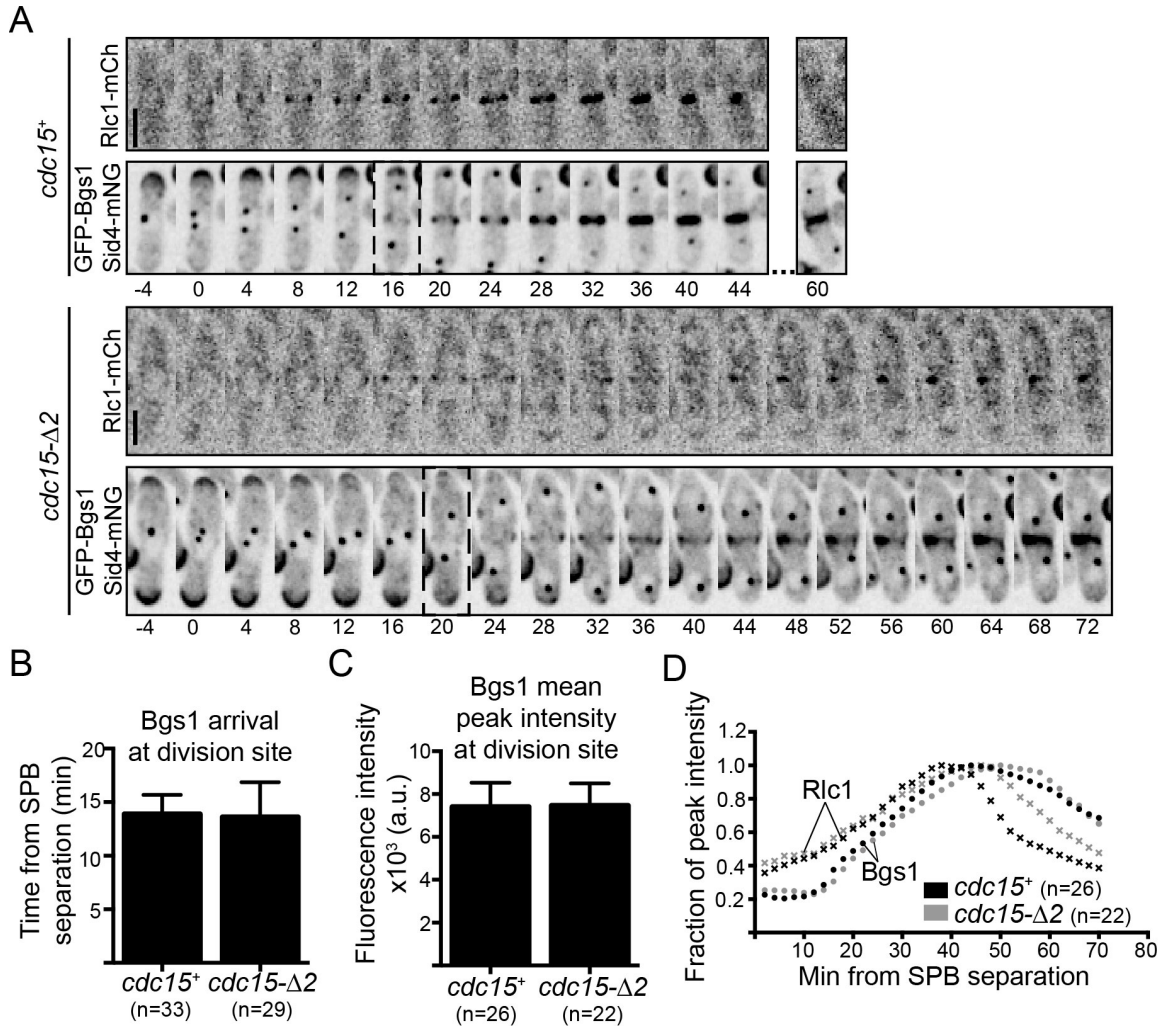 A
cdc15+
Rlc1-mCh
GFP-Bgs1
Sid4-mNG
-4 0 4 8 12 16 20 24 28 32 36 40 44 60
cdc15-Δ2
Rlc1-mCh
GFP-Bgs1
Sid4-mNG
-4 0 4 8 12 16 20 24 28 32 36 40 44 48 52 56 60 64 68 72
B
Bgs1 arrival
at division site
Time from SPB
separation (min)
20
15
10
5
cdc15+ cdc15-Δ2
(n=33) (n=29)
C
Bgs1 mean
peak intensity
at division site
Fluorescence intensity
x10³ (a.u.)
10
8
6
4
2
cdc15+ cdc15-Δ2
(n=26) (n=22)
D
Fraction of peak intensity
1.2
1.0
0.8
0.6
0.4
0.2
Rlc1
Bgs1
cdc15+ (n=26)
cdc15-Δ2 (n=22)
0 10 20 30 40 50 60 70 80
Min from SPB separation